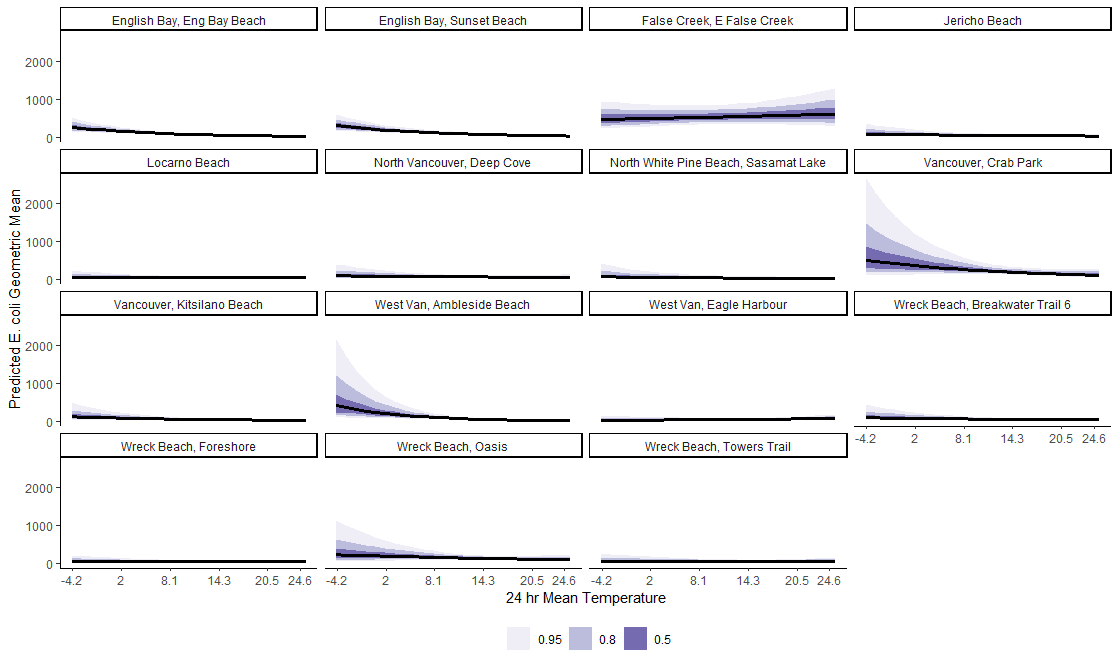 English Bay, Eng Bay Beach
English Bay, Sunset Beach
False Creek, E False Creek
Jericho Beach
2000
1000
0
Locarno Beach
North Vancouver, Deep Cove
North White Pine Beach, Sasamat Lake
Vancouver, Crab Park
2000
1000
0
Vancouver, Kitsilano Beach
West Van, Ambleside Beach
West Van, Eagle Harbour
Wreck Beach, Breakwater Trail 6
2000
1000
0
-4.2 2 8.1 14.3 20.5 24.6
Wreck Beach, Foreshore
Wreck Beach, Oasis
Wreck Beach, Towers Trail
2000
1000
0
-4.2 2 8.1 14.3 20.5 24.6
-4.2 2 8.1 14.3 20.5 24.6
-4.2 2 8.1 14.3 20.5 24.6
Predicted E. coli Geometric Mean
24 hr Mean Temperature
0.95 0.8 0.5